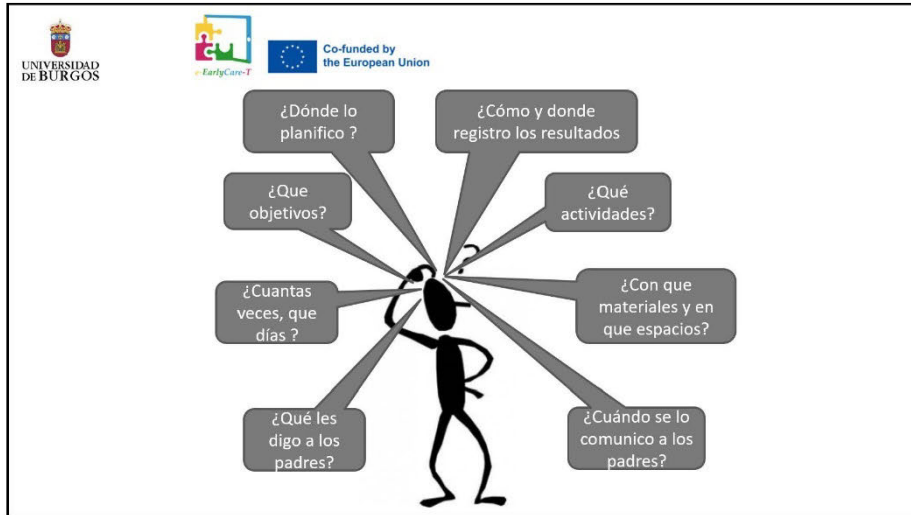 UNIVERSIDAD
DE BURGOS
e-EarlyCare-T
Co-funded by
the European Union
¿Dónde lo
planifico ?
¿Cómo y donde
registro los resultados
¿Que
objetivos?
¿Qué
actividades?
¿Cuantas
veces, que
días ?
¿Con que
materiales y en
que espacios?
¿Qué les
digo a los
padres?
¿Cuándo se lo
comunico a los
padres?
?